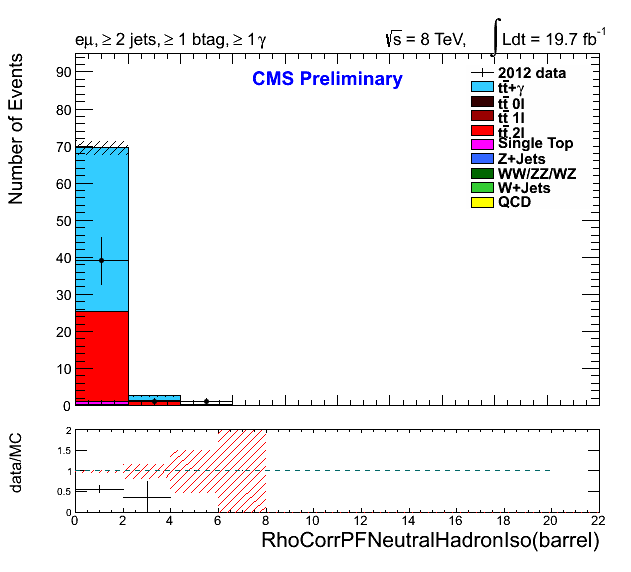 eμ, ≥ 2 jets, ≥ 1 btag, ≥ 1 γ
√s = 8 TeV, ∫ Ldt = 19.7 fb⁻¹
CMS Preliminary
Number of Events
90
80
70
60
50
40
30
20
10
0
2012 data
tt̄+γ
tt̄ 0l
tt̄ 1l
tt̄ 2l
Single Top
Z+Jets
WW/ZZ/WZ
W+Jets
QCD
data/MC
2
1.5
1
0.5
0
0 2 4 6 8 10 12 14 16 18 20 22
RhoCorrPFNeutralHadronIso(barrel)